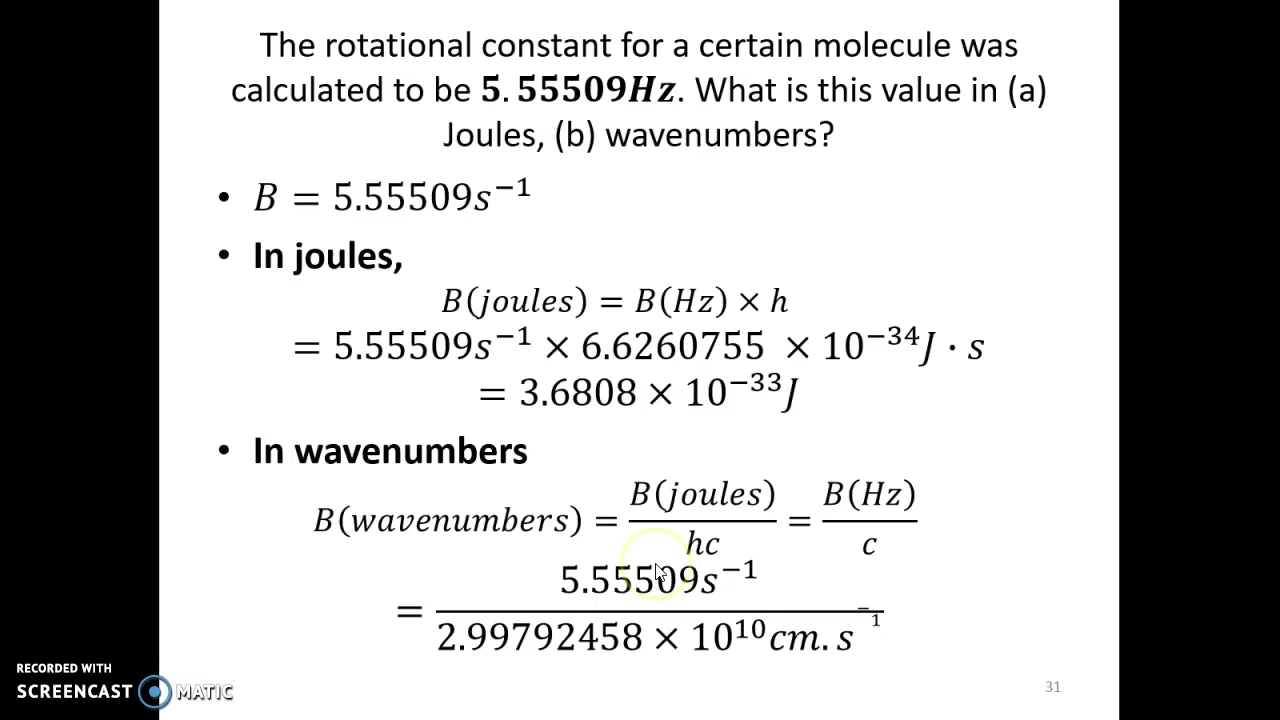 The rotational constant for a certain molecule was
calculated to be 5.55509Hz. What is this value in (a)
Joules, (b) wavenumbers?
• B = 5.55509s⁻¹
• In joules,
B(joules) = B(Hz) × h
= 5.55509s⁻¹ × 6.6260755 × 10⁻³⁴J · s
= 3.6808 × 10⁻³³J
• In wavenumbers
B(wavenumbers) = B(joules)/hc = B(Hz)/c
= 5.55509s⁻¹/2.99792458 × 10¹⁰cm.s⁻¹
RECORDED WITH
SCREENCAST MATIC
31